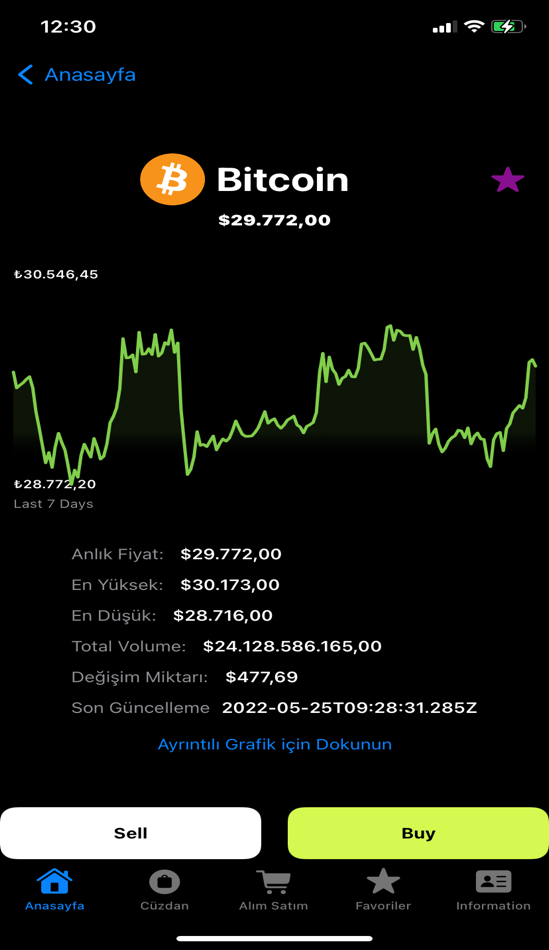 12:30
Anasayfa
Bitcoin
$29.772,00
₺30.546,45
₺28.772,20
Last 7 Days
Anlık Fiyat: $29.772,00
En Yüksek: $30.173,00
En Düşük: $28.716,00
Total Volume: $24.128.586.165,00
Değişim Miktarı: $477,69
Son Güncelleme 2022-05-25T09:28:31.285Z
Ayrıntılı Grafik için Dokunun
Sell Buy
Anasayfa Cüzdan Alım Satım Favoriler Information